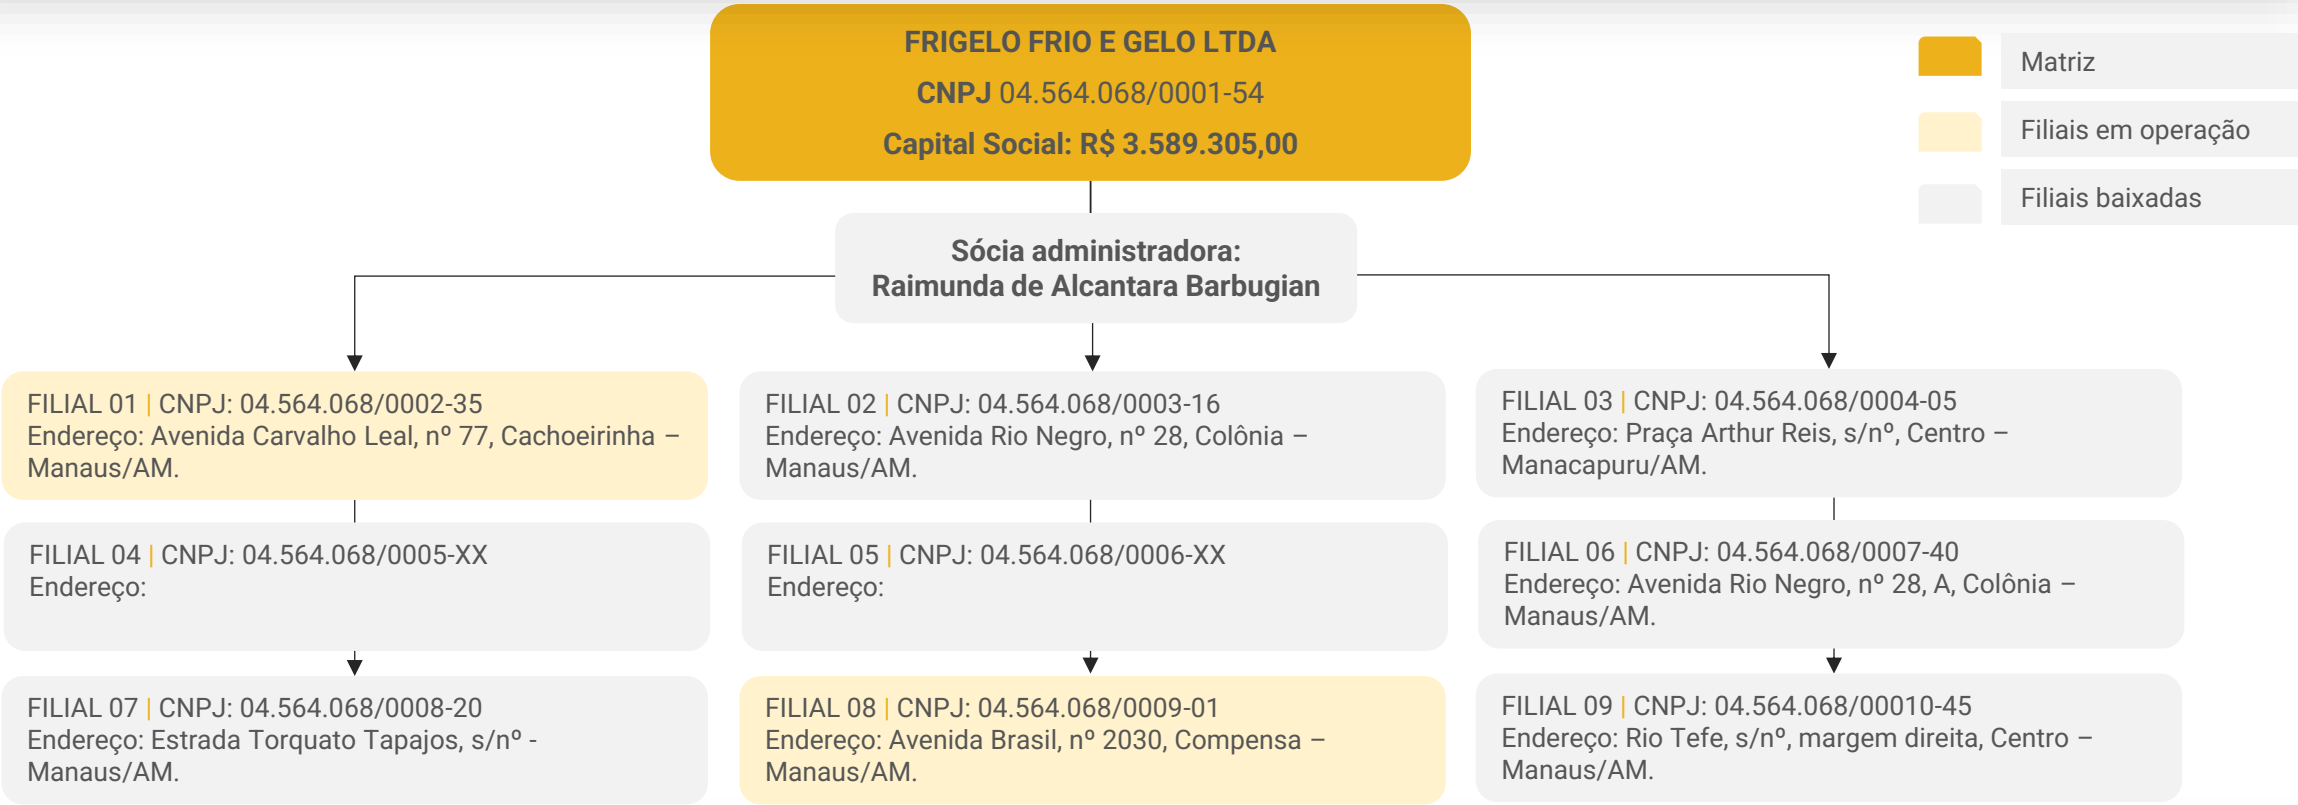 FRIGELO FRIO E GELO LTDA
CNPJ 04.564.068/0001-54
Capital Social: R$ 3.589.305,00
Matriz
Filiais em operação
Filiais baixadas
Sócia administradora:
Raimunda de Alcantara Barbugian
FILIAL 01 | CNPJ: 04.564.068/0002-35
Endereço: Avenida Carvalho Leal, nº 77, Cachoeirinha –
Manaus/AM.
FILIAL 02 | CNPJ: 04.564.068/0003-16
Endereço: Avenida Rio Negro, nº 28, Colônia –
Manaus/AM.
FILIAL 03 | CNPJ: 04.564.068/0004-05
Endereço: Praça Arthur Reis, s/nº, Centro –
Manacapuru/AM.
FILIAL 04 | CNPJ: 04.564.068/0005-XX
Endereço:
FILIAL 05 | CNPJ: 04.564.068/0006-XX
Endereço:
FILIAL 06 | CNPJ: 04.564.068/0007-40
Endereço: Avenida Rio Negro, nº 28, A, Colônia –
Manaus/AM.
FILIAL 07 | CNPJ: 04.564.068/0008-20
Endereço: Estrada Torquato Tapajos, s/nº -
Manaus/AM.
FILIAL 08 | CNPJ: 04.564.068/0009-01
Endereço: Avenida Brasil, nº 2030, Compensa –
Manaus/AM.
FILIAL 09 | CNPJ: 04.564.068/00010-45
Endereço: Rio Tefe, s/nº, margem direita, Centro –
Manaus/AM.